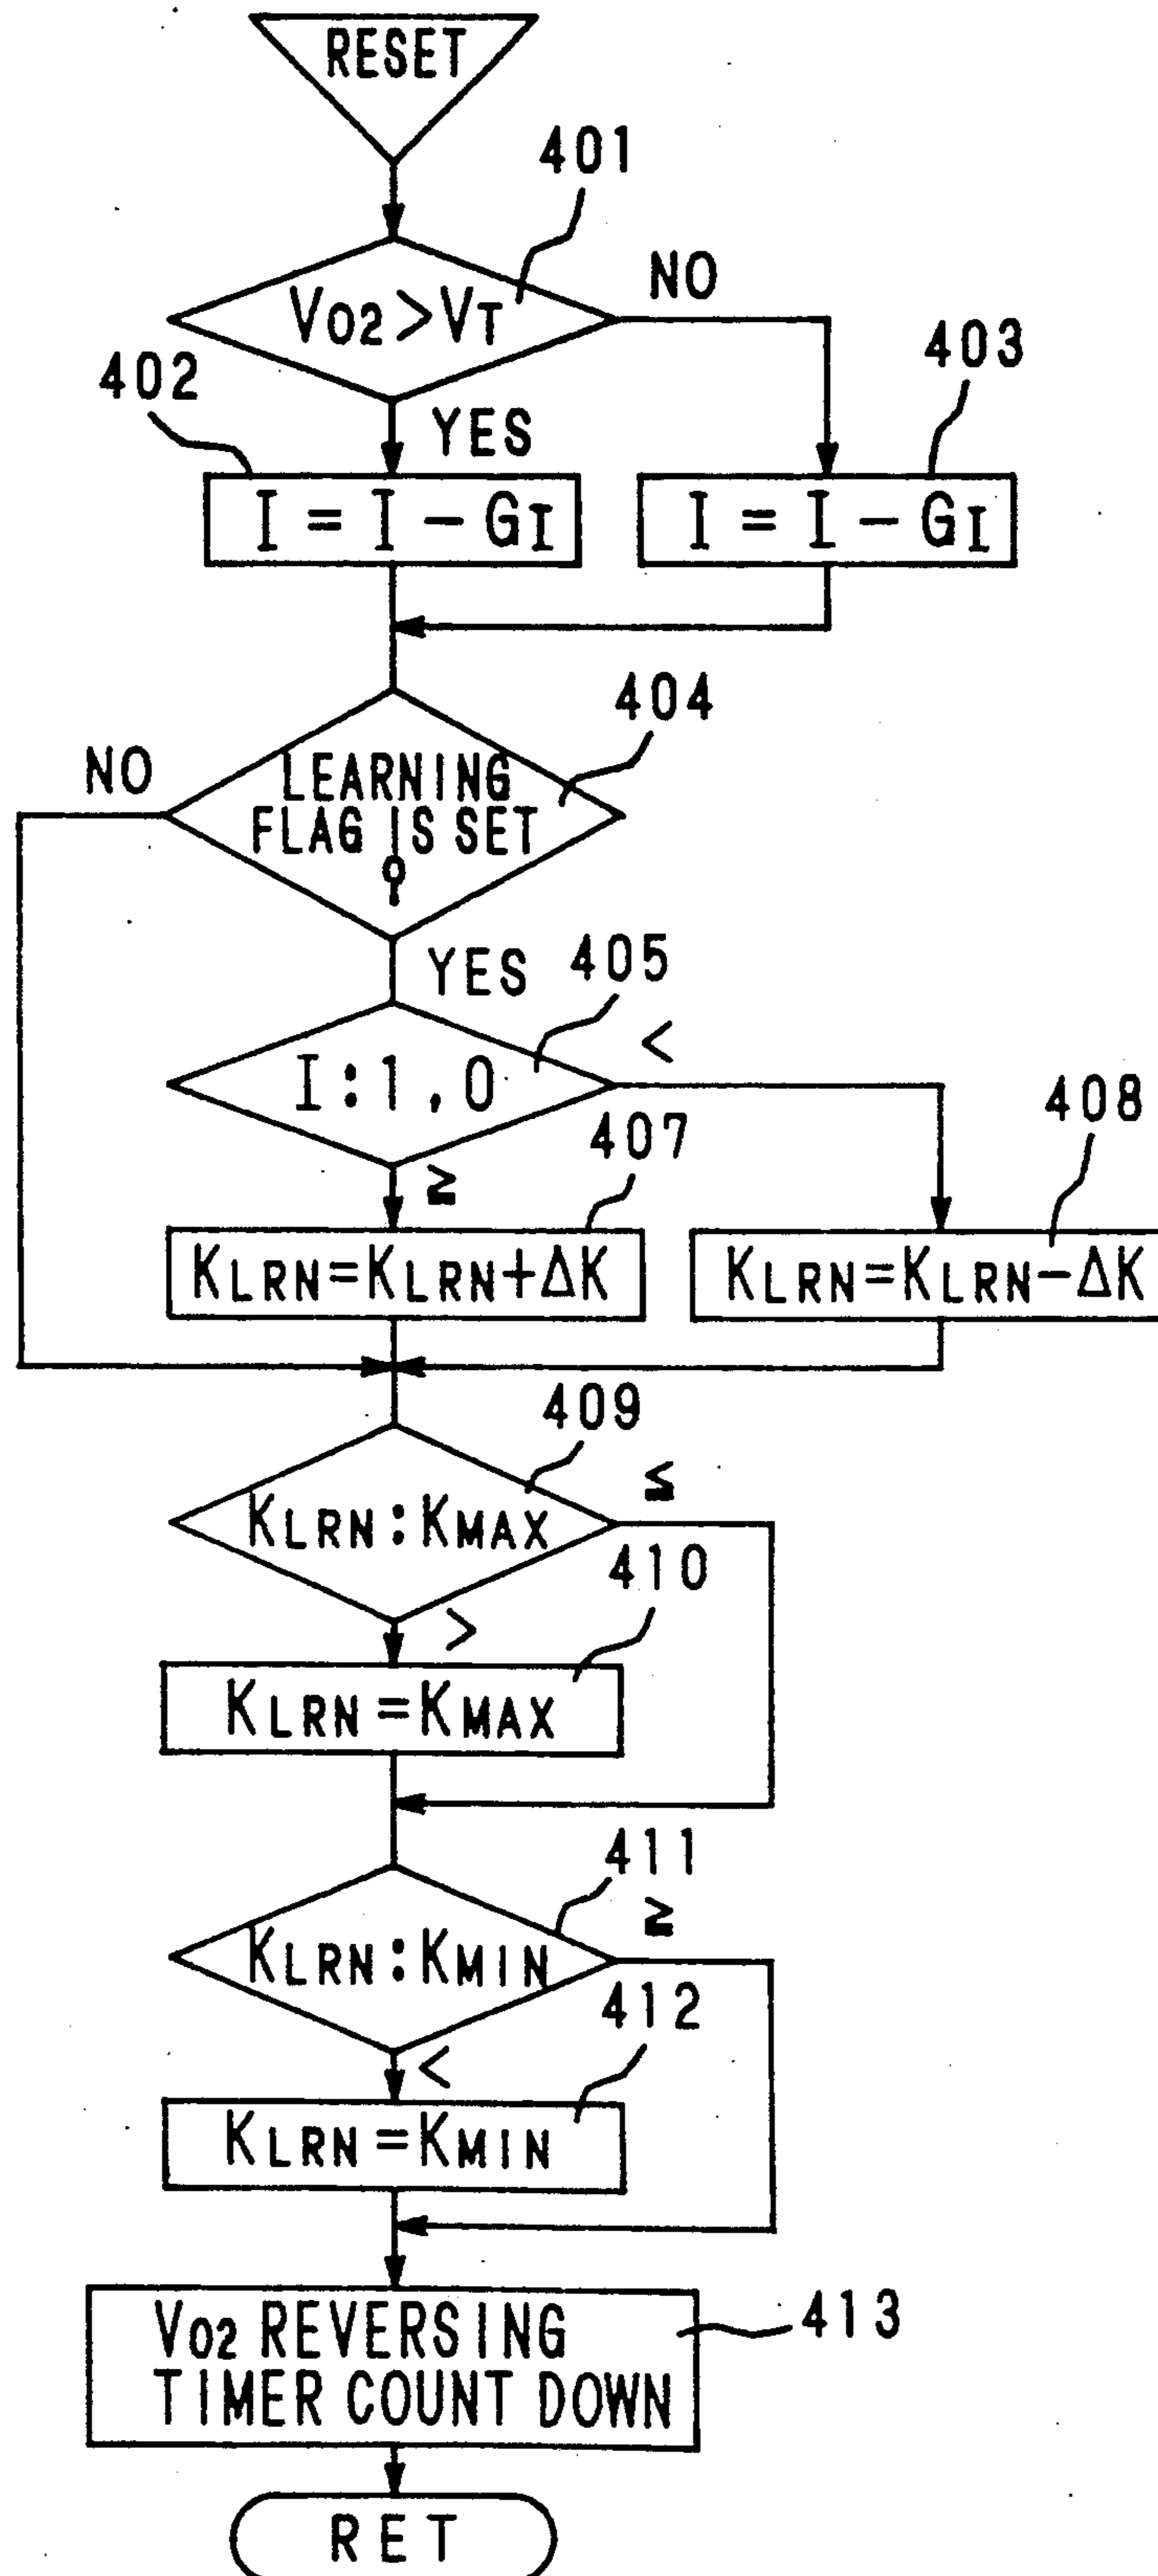 RESET
401
VO2>VT
NO
402
403
YES
I = I - GI
I = I - GI
404
NO
LEARNING
FLAG IS SET
?
YES
405
<
I:1,0
407
408
≧
KLRN=KLRN+ΔK
KLRN=KLRN-ΔK
409
≦
KLRN:KMAX
410
>
KLRN=KMAX
411
≧
KLRN:KMIN
412
<
KLRN=KMIN
VO2 REVERSING
TIMER COUNT DOWN
413
RET